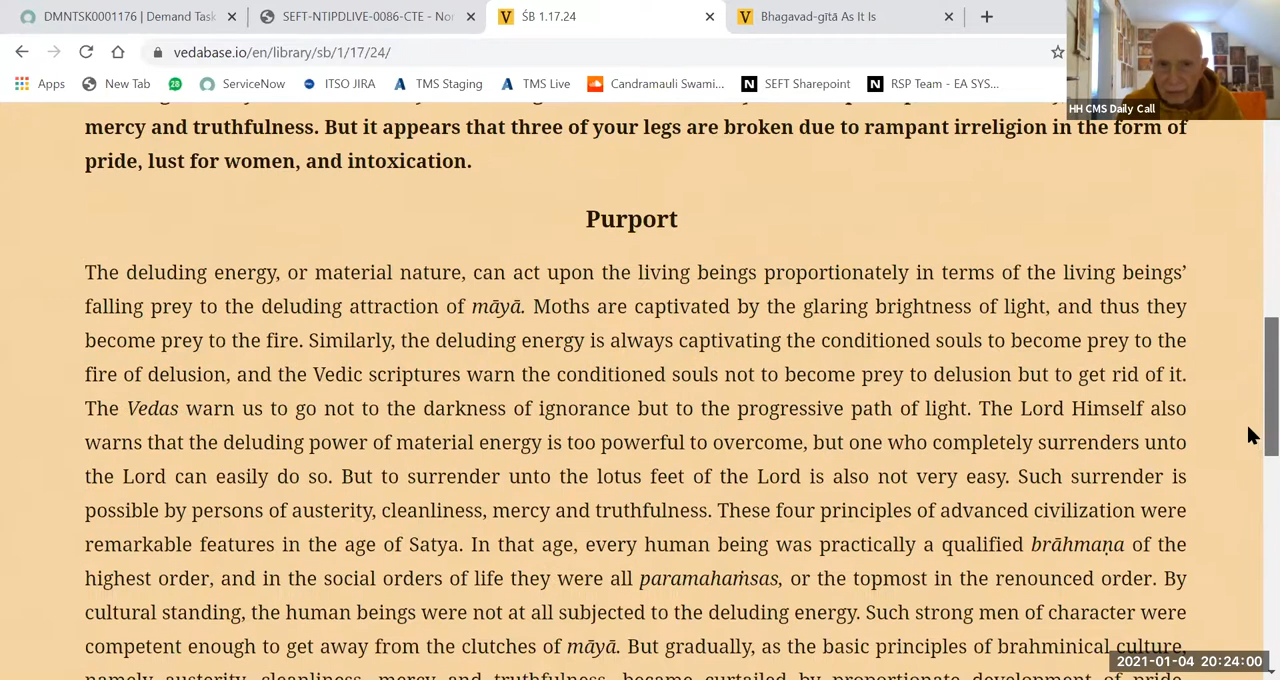 DMNTSK0001176 | Demand Task
SEFT-NTIPDLIVE-0086-CTE - Nor
ŚB 1.17.24
Bhagavad-gītā As It Is
vedabase.io/en/library/sb/1/17/24/
Apps
New Tab
28
ServiceNow
ITSO JIRA
TMS Staging
TMS Live
Candramauli Swami...
SEFT Sharepoint
RSP Team - EA SYS...
HH CMS Daily Call
mercy and truthfulness. But it appears that three of your legs are broken due to rampant irreligion in the form of
pride, lust for women, and intoxication.
Purport
The deluding energy, or material nature, can act upon the living beings proportionately in terms of the living beings’
falling prey to the deluding attraction of māyā. Moths are captivated by the glaring brightness of light, and thus they
become prey to the fire. Similarly, the deluding energy is always captivating the conditioned souls to become prey to the
fire of delusion, and the Vedic scriptures warn the conditioned souls not to become prey to delusion but to get rid of it.
The Vedas warn us to go not to the darkness of ignorance but to the progressive path of light. The Lord Himself also
warns that the deluding power of material energy is too powerful to overcome, but one who completely surrenders unto
the Lord can easily do so. But to surrender unto the lotus feet of the Lord is also not very easy. Such surrender is
possible by persons of austerity, cleanliness, mercy and truthfulness. These four principles of advanced civilization were
remarkable features in the age of Satya. In that age, every human being was practically a qualified brāhmaṇa of the
highest order, and in the social orders of life they were all paramahaṁsas, or the topmost in the renounced order. By
cultural standing, the human beings were not at all subjected to the deluding energy. Such strong men of character were
competent enough to get away from the clutches of māyā. But gradually, as the basic principles of brahminical culture,
namely austerity, cleanliness, mercy and truthfulness, became curtailed by proportionate development of pride,
2021-01-04 20:24:00